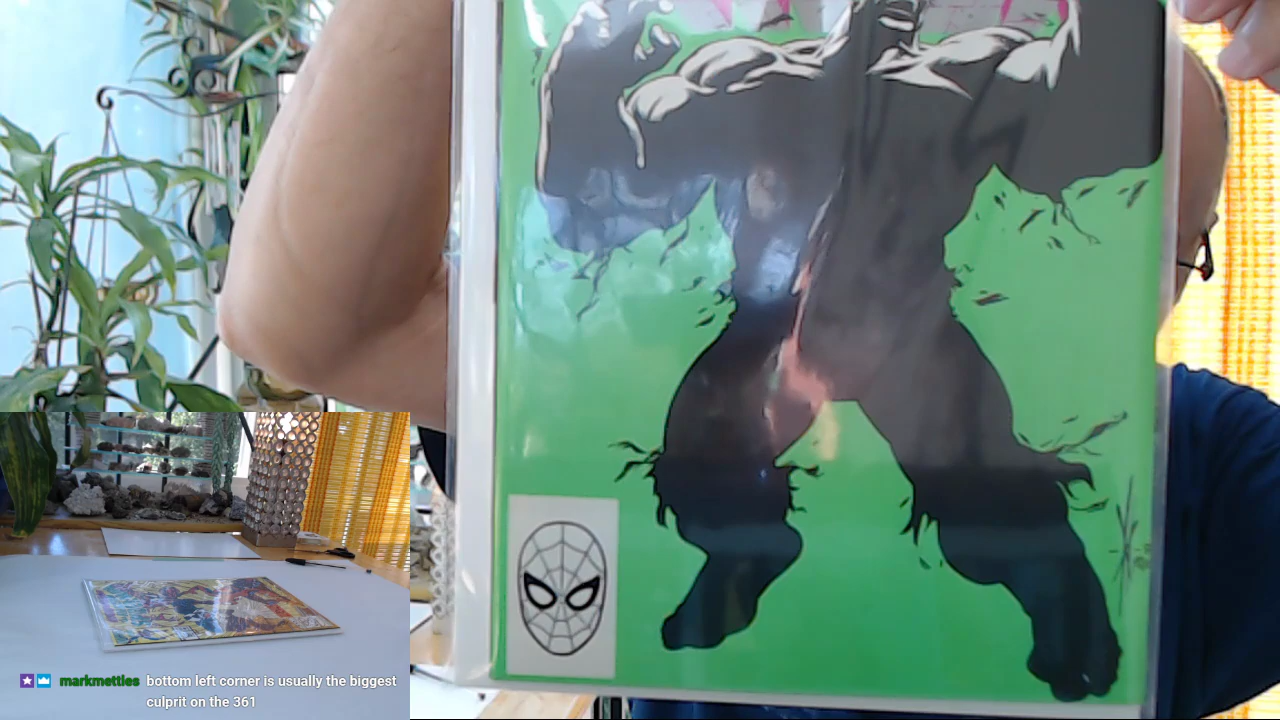 markmettles bottom left corner is usually the biggest
culprit on the 361